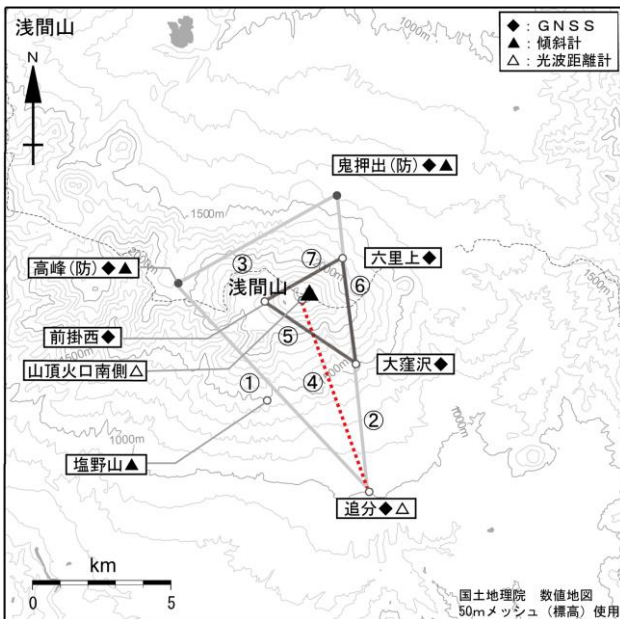 浅間山
1000m
◆：ＧＮＳＳ
▲：傾斜計
△：光波距離計
N
鬼押出(防)◆▲
1500m
高峰(防)◆▲
③
⑦
六里上◆
浅間山
⑥
1500m
前掛西◆
⑤
大窪沢◆
山頂火口南側△
④
①
②
1000m
1000m
塩野山▲
追分◆△
km
0
5
国土地理院　数値地図
50mメッシュ（標高）使用